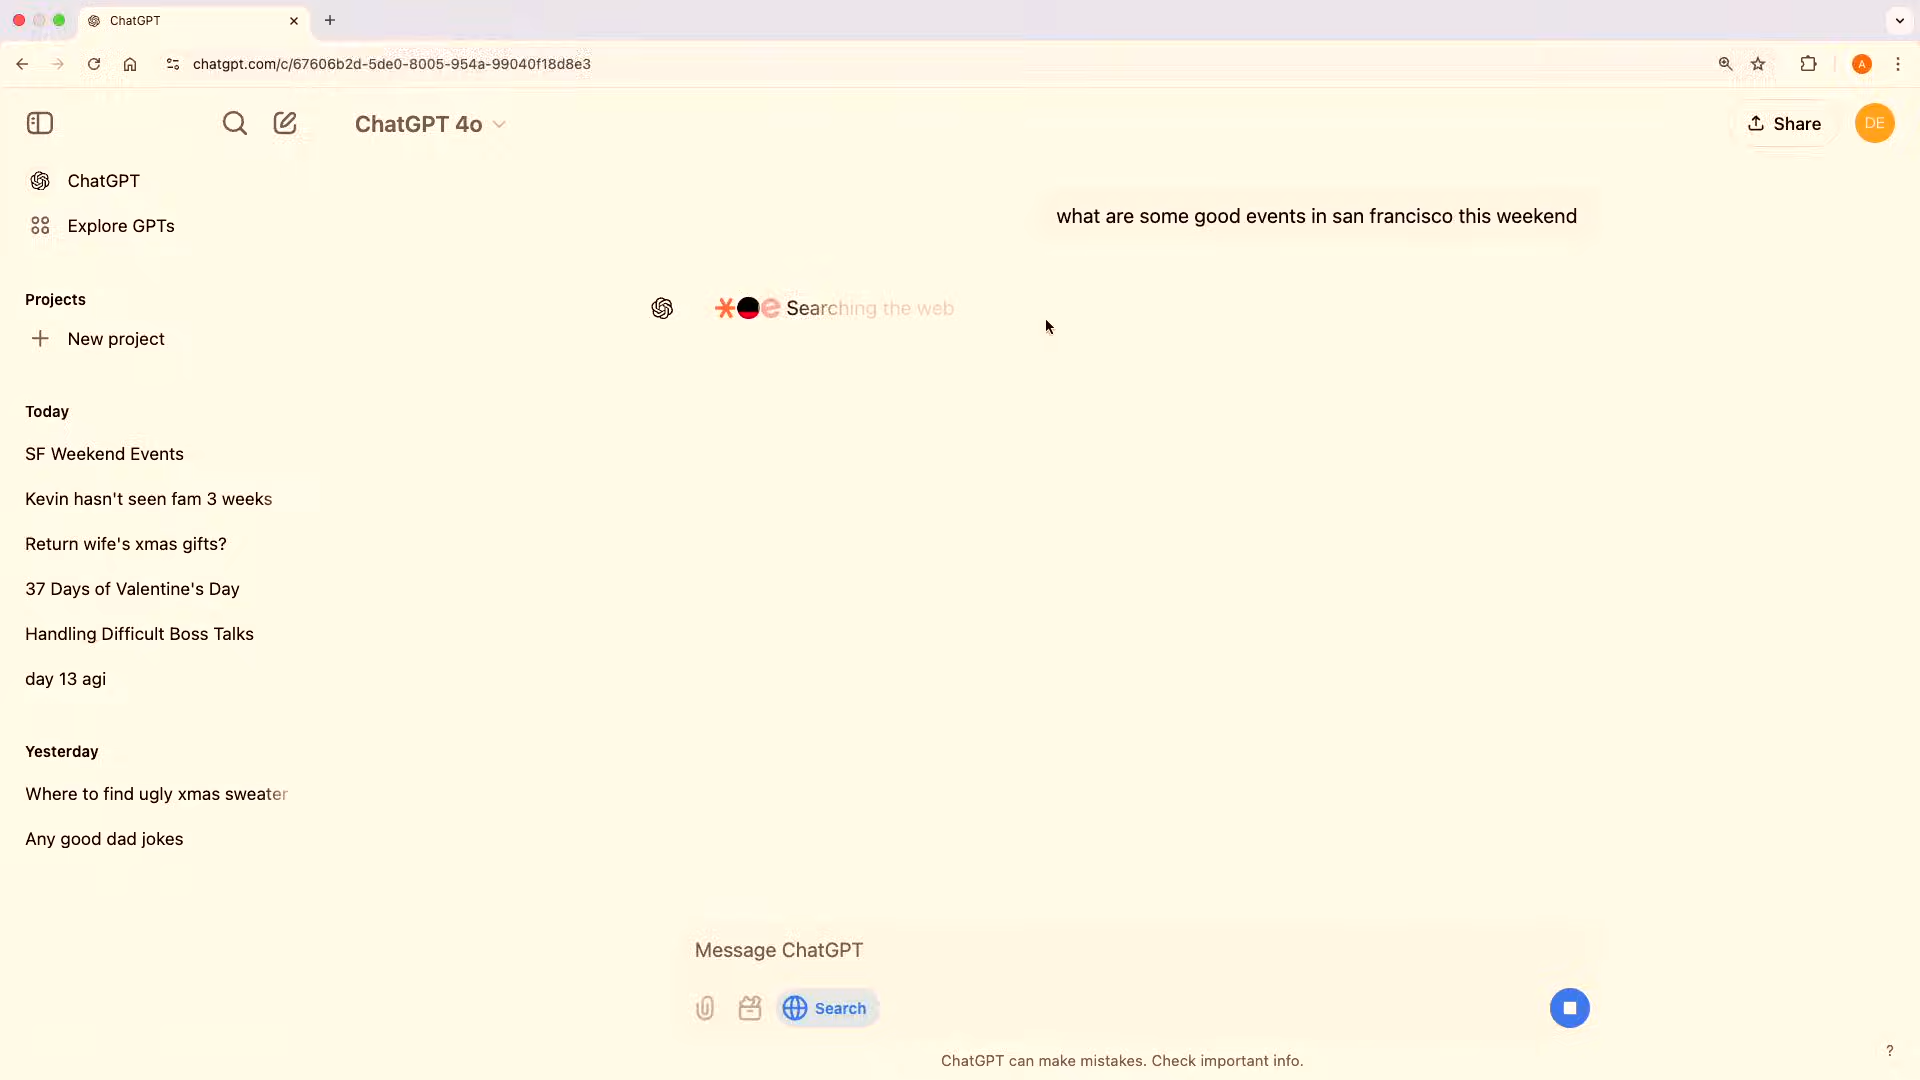 ChatGPT
chatgpt.com/c/67606b2d-5de0-8005-954a-99040f18d8e3
A
ChatGPT 4o
Share
DE
ChatGPT
Explore GPTs
Projects
New project
Today
SF Weekend Events
Kevin hasn't seen fam 3 weeks
Return wife's xmas gifts?
37 Days of Valentine's Day
Handling Difficult Boss Talks
day 13 agi
Yesterday
Where to find ugly xmas sweater
Any good dad jokes
what are some good events in san francisco this weekend
Searching the web
Message ChatGPT
Search
ChatGPT can make mistakes. Check important info.
?